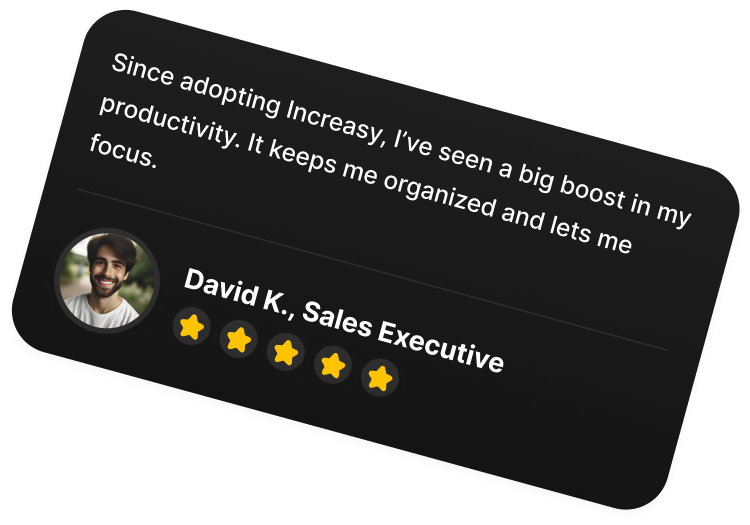 Since adopting Increasy, I’ve seen a big boost in my
productivity. It keeps me organized and lets me
focus.
David K., Sales Executive